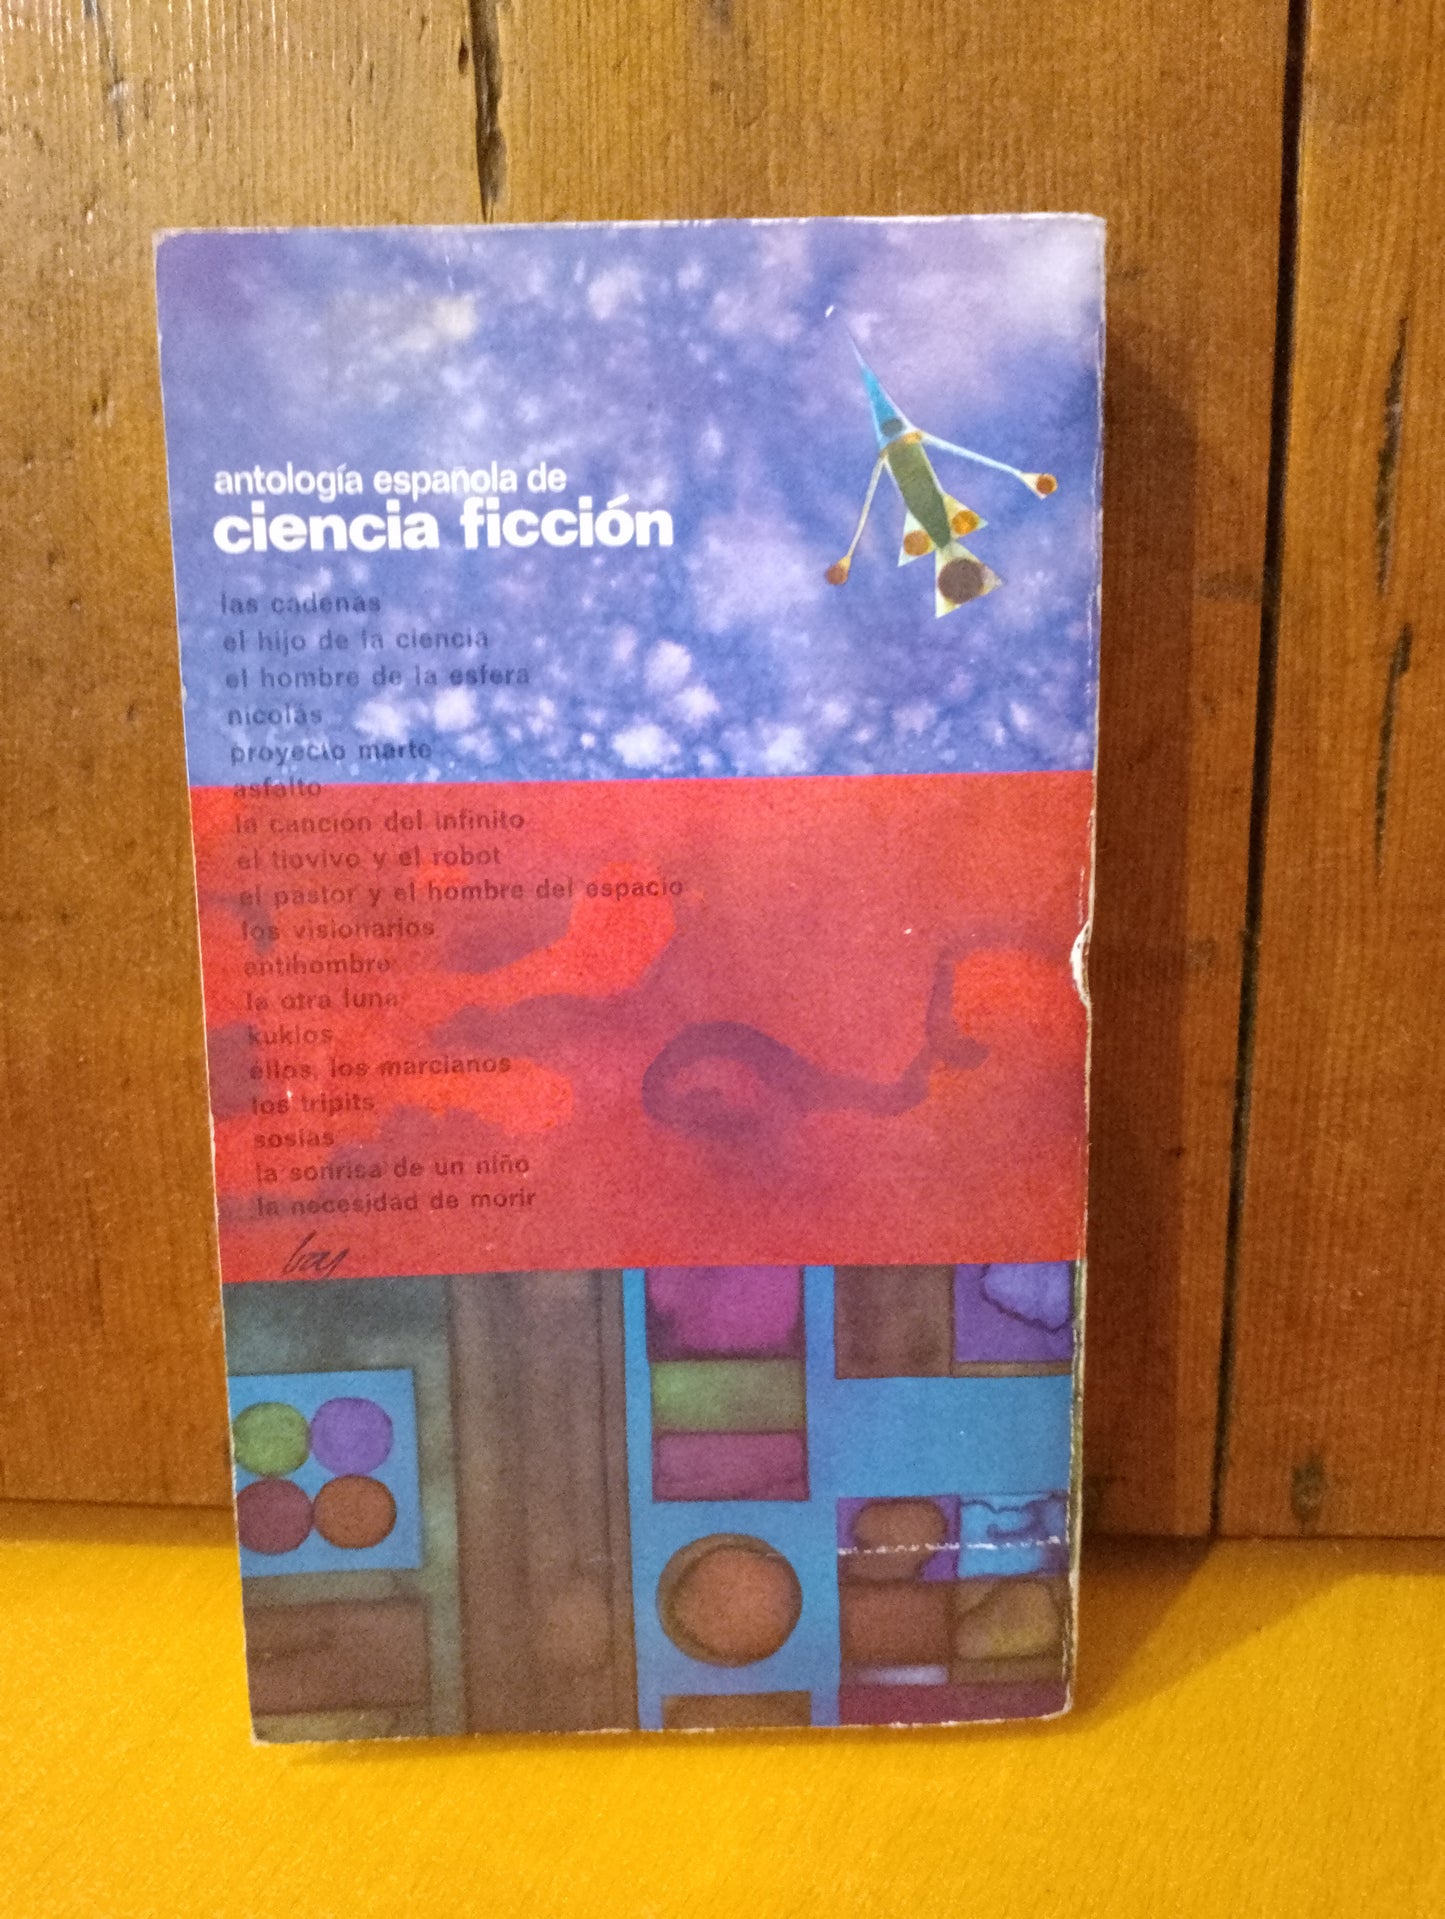 antología española de
ciencia ficción
las cadenas
el hijo de la ciencia
el hombre de la esfera
nicolás
proyecto marte
asfalto
la canción del infinito
el tiovivo y el robot
el pastor y el hombre del espacio
los visionarios
antihombre
la otra luna
kuklos
ellos, los marcianos
los tripits
sosias
la sonrisa de un niño
la necesidad de morir